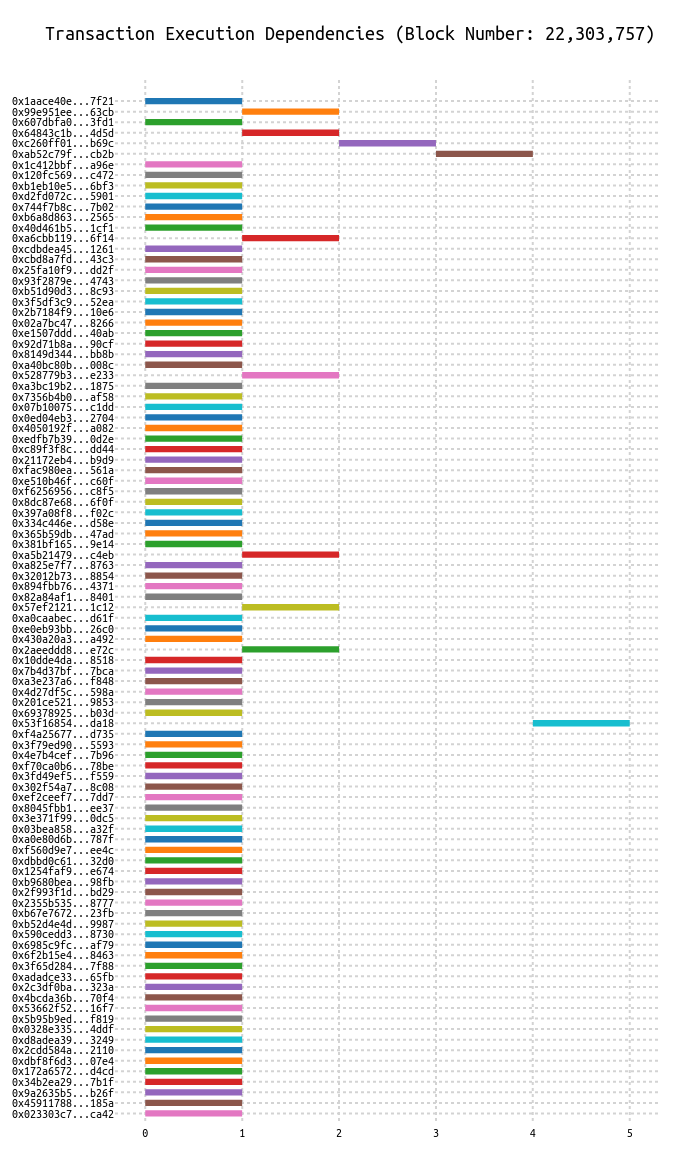 Transaction Execution Dependencies (Block Number: 22,303,757)
0x1aace40e...7f21
0x99e951ee...63cb
0x607dbfa0...3fd1
0x64843c1b...4d5d
0xc260ff01...b69c
0xab52c79f...cb2b
0x1c412bbf...a96e
0x120fc569...c472
0xb1eb10e5...6bf3
0xd2fd072c...5901
0x744f7b8c...7b02
0xb6a8d863...2565
0x40d461b5...1cf1
0xa6cbb119...6f14
0xcdbdea45...1261
0xcbd8a7fd...43c3
0x25fa10f9...dd2f
0x93f2879e...4743
0xb51d90d3...8c93
0x3f5df3c9...52ea
0x2b7184f9...10e6
0x02a7bc47...8266
0xe1507ddd...40ab
0x92d71b8a...90cf
0x8149d344...bb8b
0xa40bc80b...008c
0x528779b3...e233
0xa3bc19b2...1875
0x7356b4b0...af58
0x07b10075...c1dd
0x0ed04eb3...2704
0x4050192f...a082
0xedfb7b39...0d2e
0xc89f3f8c...dd44
0x21172eb4...b9d9
0xfac980ea...561a
0xe510b46f...c60f
0xf6256956...c8f5
0x8dc87e68...6f0f
0x397a08f8...f02c
0x334c446e...d58e
0x365b59db...47ad
0x381bf165...9e14
0xa5b21479...c4eb
0xa825e7f7...8763
0x32012b73...8854
0x894fbb76...4371
0x82a84af1...8401
0x57ef2121...1c12
0xa0caabec...d61f
0xe0eb93bb...26c0
0x430a20a3...a492
0x2aeeddd8...e72c
0x10dde4da...8518
0x7b4d37bf...7bca
0xa3e237a6...f848
0x4d27df5c...598a
0x201ce521...9853
0x69378925...b03d
0x53f16854...da18
0xf4a25677...d735
0x3f79ed90...5593
0x4e7b4cef...7b96
0xf70ca0b6...78be
0x3fd49ef5...f559
0x302f54a7...8c08
0xef2ceef7...7dd7
0x8045fbb1...ee37
0x3e371f99...0dc5
0x03bea858...a32f
0xa0e80d6b...787f
0xf560d9e7...ee4c
0xdbbd0c61...32d0
0x1254faf9...e674
0xb9680bea...98fb
0x2f993f1d...bd29
0x2355b535...8777
0xb67e7672...23fb
0xb52d4e4d...9987
0x590cedd3...8730
0x6985c9fc...af79
0x6f2b15e4...8463
0x3f65d284...7f88
0xadadce33...65fb
0x2c3df0ba...323a
0x4bcda36b...70f4
0x53662f52...16f7
0x5b95b9ed...f819
0x0328e335...4ddf
0xd8adea39...3249
0x2cdd584a...2110
0xdbf8f6d3...07e4
0x172a6572...d4cd
0x34b2ea29...7b1f
0x9a2635b5...b26f
0x45911788...185a
0x023303c7...ca42
0 1 2 3 4 5